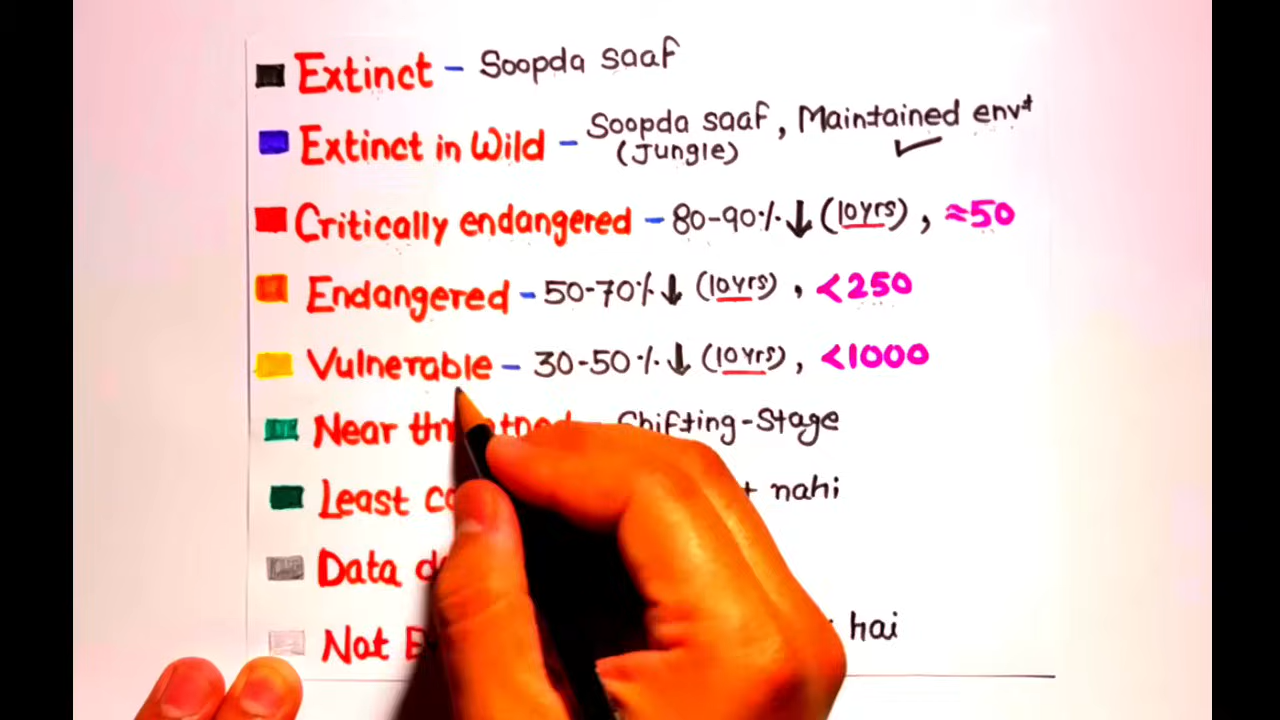 Extinct - Soopda saaf
Extinct in Wild - Soopda saaf, Maintained envt
(Jungle)
Critically endangered - 80-90% ↓ (10yrs), ≈50
Endangered - 50-70% ↓ (10yrs), <250
Vulnerable - 30-50% ↓ (10yrs), <1000
Near - Shifting-Stage
Least nahi
Data
Not hai